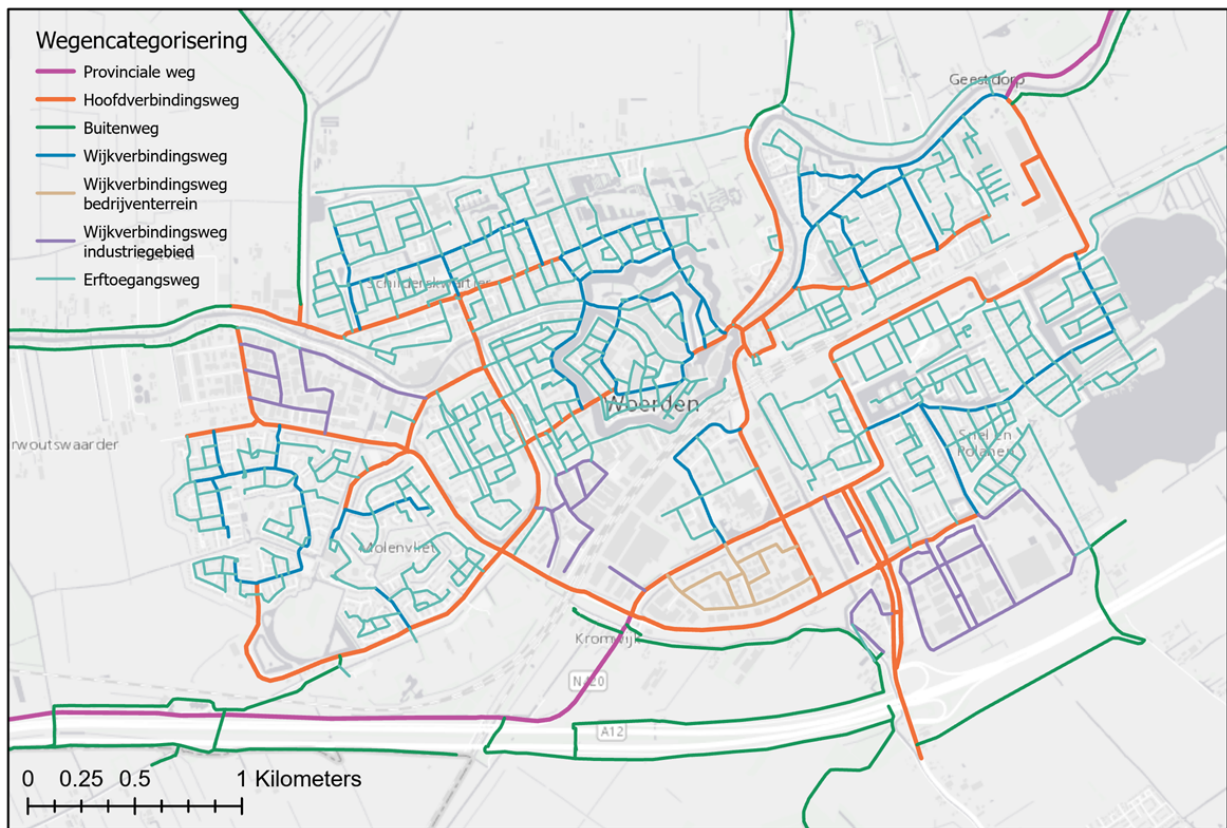 Wegencategorisering
Provinciale weg
Hoofdverbindingsweg
Buitenweg
Wijkverbindingsweg
Wijkverbindingsweg
bedrijventerrein
Wijkverbindingsweg
industriegebied
Erftoegangsweg
Geestdorp
Schilderskwartier
Woerden
rwoutswaarder
Snel en
Polanen
Molenvliet
Kromwijk
N420
A12
0 0.25 0.5 1 Kilometers